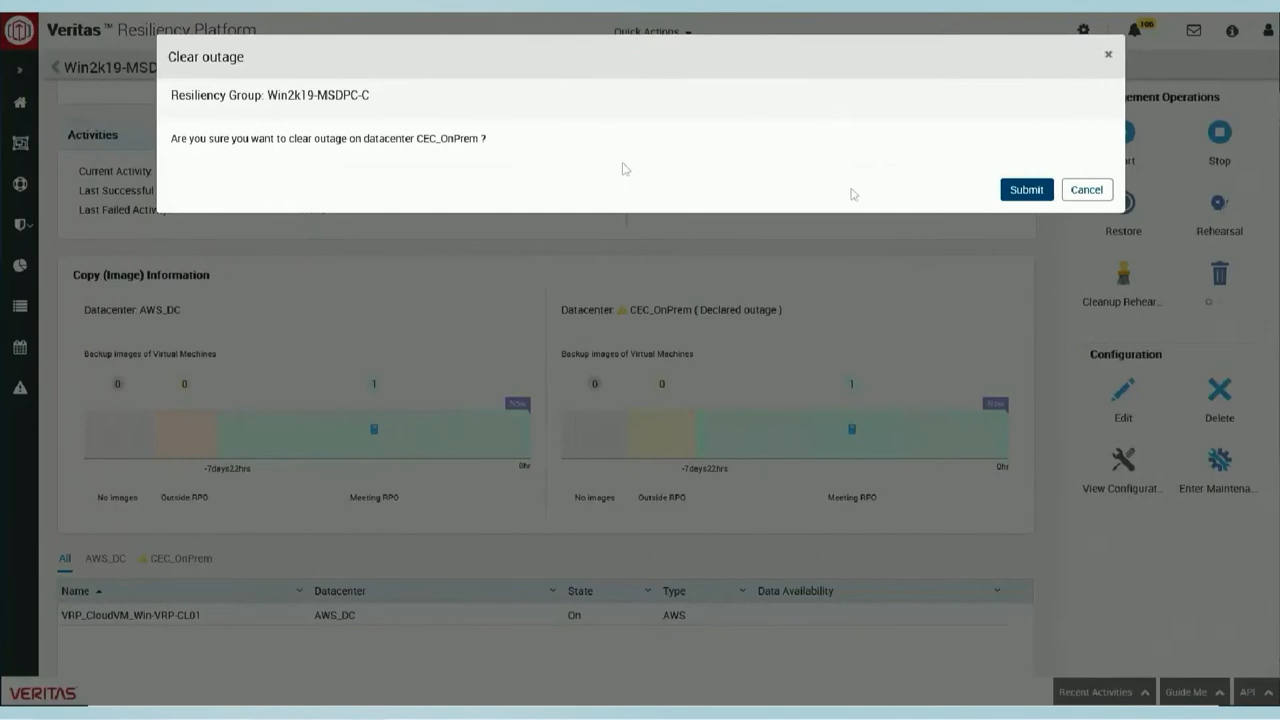 Veritas™ Resiliency Platform
Quick Actions
106
Win2k19-MSD
Clear outage
Resiliency Group: Win2k19-MSDPC-C
Are you sure you want to clear outage on datacenter CEC_OnPrem ?
Submit
Cancel
Activities
Current Activity
Last Successful
Last Failed Activ
ement Operations
Stop
Restore
Rehearsal
Cleanup Rehear...
Copy (Image) Information
Datacenter: AWS_DC
Datacenter: CEC_OnPrem ( Declared outage )
Backup images of Virtual Machines
Backup images of Virtual Machines
0 0 1
0 0 1
Now
Now
-7days22hrs 0hr
-7days22hrs 0hr
No images Outside RPO Meeting RPO
No images Outside RPO Meeting RPO
Configuration
Edit
Delete
View Configurat...
Enter Maintena...
All AWS_DC CEC_OnPrem
Name Datacenter State Type Data Availability
VRP_CloudVM_Win-VRP-CL01 AWS_DC On AWS
VERITAS
Recent Activities
Guide Me
API